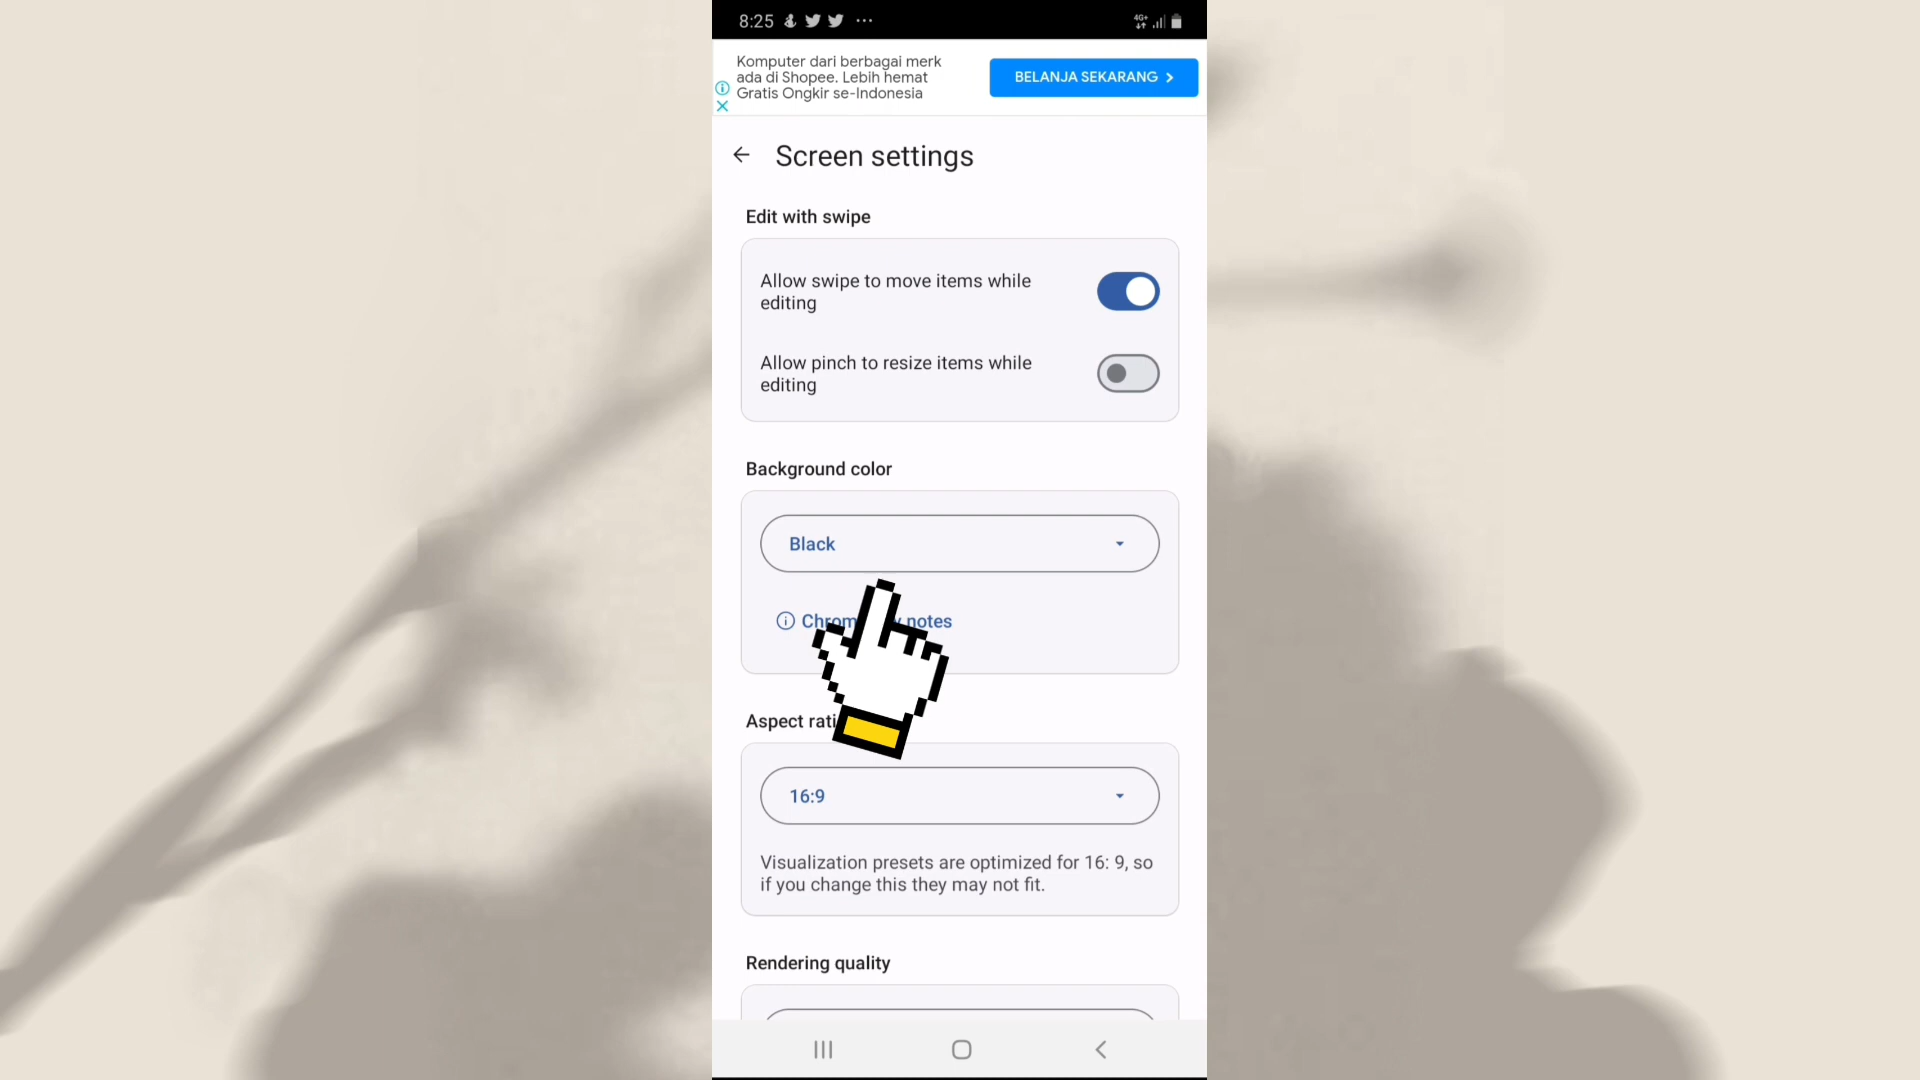 8:25
4G+
Komputer dari berbagai merk
ada di Shopee. Lebih hemat
Gratis Ongkir se-Indonesia
BELANJA SEKARANG
Screen settings
Edit with swipe
Allow swipe to move items while
editing
Allow pinch to resize items while
editing
Background color
Black
notes
Aspect
16:9
Visualization presets are optimized for 16: 9, so
if you change this they may not fit.
Rendering quality